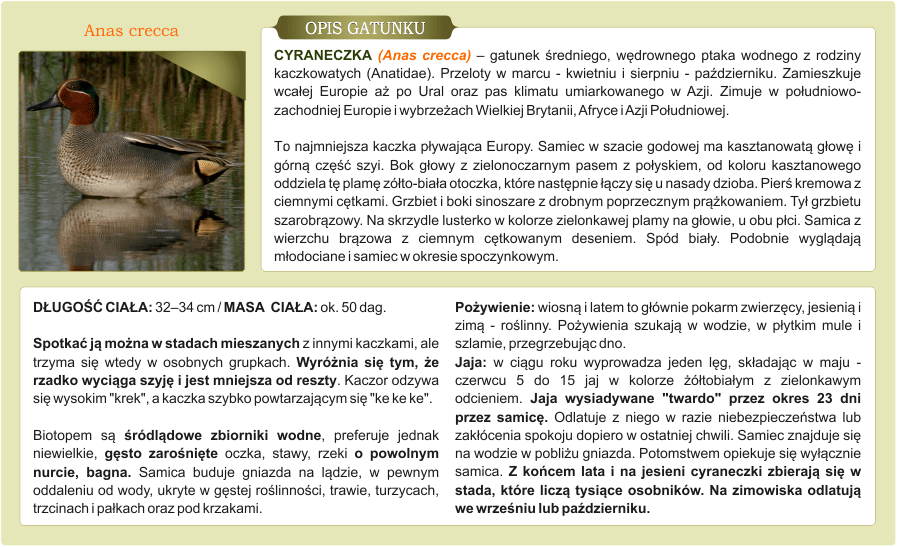 Anas crecca
OPIS GATUNKU
CYRANECZKA (Anas crecca) – gatunek średniego, wędrownego ptaka wodnego z rodziny
kaczkowatych (Anatidae). Przeloty w marcu - kwietniu i sierpniu - październiku. Zamieszkuje
wcałej Europie aż po Ural oraz pas klimatu umiarkowanego w Azji. Zimuje w południowo-
zachodniej Europie i wybrzeżach Wielkiej Brytanii, Afryce i Azji Południowej.
To najmniejsza kaczka pływająca Europy. Samiec w szacie godowej ma kasztanowatą głowę i
górną część szyi. Bok głowy z zielonoczarnym pasem z połyskiem, od koloru kasztanowego
oddziela tę plamę zółto-biała otoczka, które następnie łączy się u nasady dzioba. Pierś kremowa z
ciemnymi cętkami. Grzbiet i boki sinoszare z drobnym poprzecznym prążkowaniem. Tył grzbietu
szarobrązowy. Na skrzydle lusterko w kolorze zielonkawej plamy na głowie, u obu płci. Samica z
wierzchu brązowa z ciemnym cętkowanym deseniem. Spód biały. Podobnie wyglądają
młodociane i samiec w okresie spoczynkowym.
DŁUGOŚĆ CIAŁA: 32–34 cm / MASA CIAŁA: ok. 50 dag.
Spotkać ją można w stadach mieszanych z innymi kaczkami, ale
trzyma się wtedy w osobnych grupkach. Wyróżnia się tym, że
rzadko wyciąga szyję i jest mniejsza od reszty. Kaczor odzywa
się wysokim "krek", a kaczka szybko powtarzającym się "ke ke ke".
Biotopem są śródlądowe zbiorniki wodne, preferuje jednak
niewielkie, gęsto zarośnięte oczka, stawy, rzeki o powolnym
nurcie, bagna. Samica buduje gniazda na lądzie, w pewnym
oddaleniu od wody, ukryte w gęstej roślinności, trawie, turzycach,
trzcinach i pałkach oraz pod krzakami.
Pożywienie: wiosną i latem to głównie pokarm zwierzęcy, jesienią i
zimą - roślinny. Pożywienia szukają w wodzie, w płytkim mule i
szlamie, przegrzebując dno.
Jaja: w ciągu roku wyprowadza jeden lęg, składając w maju -
czerwcu 5 do 15 jaj w kolorze żółtobiałym z zielonkawym
odcieniem. Jaja wysiadywane "twardo" przez okres 23 dni
przez samicę. Odlatuje z niego w razie niebezpieczeństwa lub
zakłócenia spokoju dopiero w ostatniej chwili. Samiec znajduje się
na wodzie w pobliżu gniazda. Potomstwem opiekuje się wyłącznie
samica. Z końcem lata i na jesieni cyraneczki zbierają się w
stada, które liczą tysiące osobników. Na zimowiska odlatują
we wrześniu lub październiku.